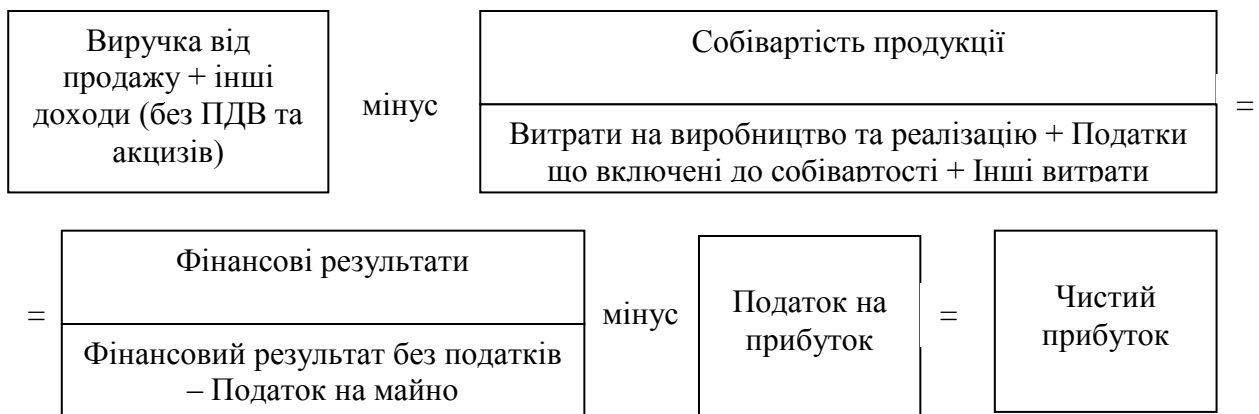 Виручка від
продажу + інші
доходи (без ПДВ та
акцизів)
мінус
Собівартість продукції
Витрати на виробництво та реалізацію + Податки
що включені до собівартості + Інші витрати
=
=
Фінансові результати
Фінансовий результат без податків
– Податок на майно
мінус
Податок на
прибуток
=
Чистий
прибуток